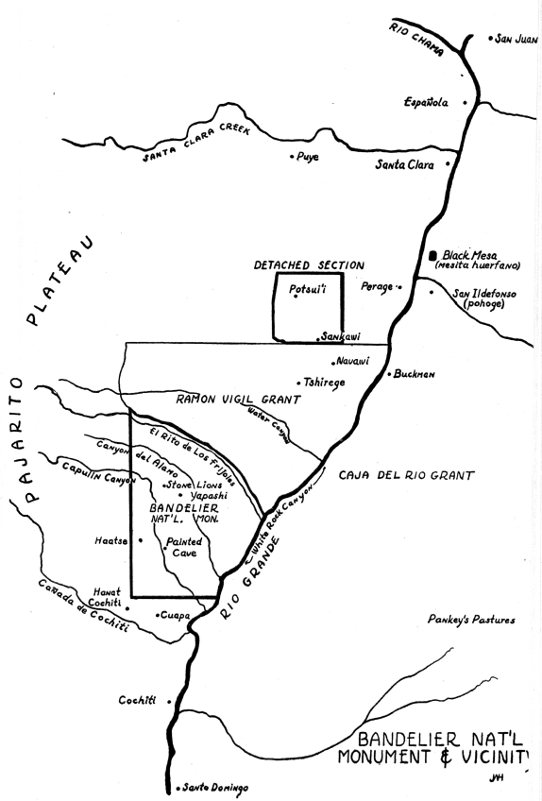 RIO CHAMA
San Juan
Española
SANTA CLARA CREEK
Puye
Santa Clara
PLATEAU
PAJARITO
Black Mesa
(mesita huerfano)
DETACHED SECTION
Potsui'i
Perage
San Ildefonso
(pohoge)
Sankawi
Navawi
Tshirege
Buckman
RAMON VIGIL GRANT
Water Canyon
El Rito de Los Frijoles
Canyon del Alamo
Capulin Canyon
CAJA DEL RIO GRANT
Stone Lions
Yapashi
BANDELIER
NAT'L. MON.
White Rock Canyon
Haatse
Painted
Cave
RIO GRANDE
Hanat
Cochiti
Cañada de Cochiti
Cuapa
Pankey's Pastures
Cochiti
BANDELIER NAT'L
MONUMENT & VICINIT
JMH
Santo Domingo